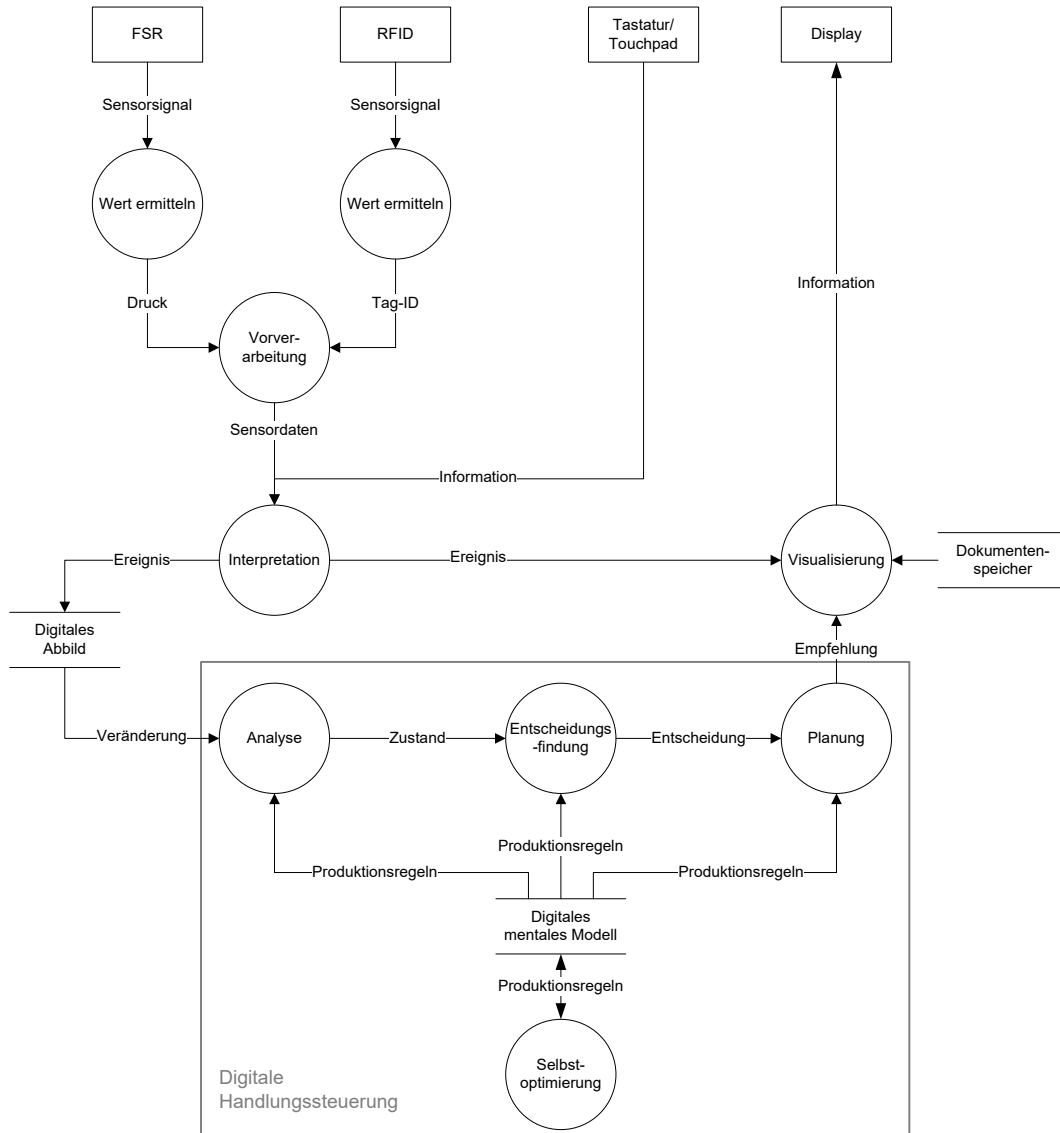 FSR
RFID
Tastatur/
Touchpad
Display
Sensorsignal
Sensorsignal
Wert ermitteln
Wert ermitteln
Druck
Tag-ID
Information
Vorver-
arbeitung
Sensordaten
Information
Interpretation
Ereignis
Ereignis
Visualisierung
Dokumenten-
speicher
Digitales
Abbild
Empfehlung
Veränderung
Analyse
Zustand
Entscheidungs
-findung
Entscheidung
Planung
Produktionsregeln
Produktionsregeln
Produktionsregeln
Digitales
mentales Modell
Produktionsregeln
Selbst-
optimierung
Digitale
Handlungssteuerung